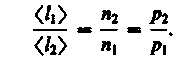 ⟨l₁⟩/⟨l₂⟩ = n₂/n₁ = p₂/p₁.